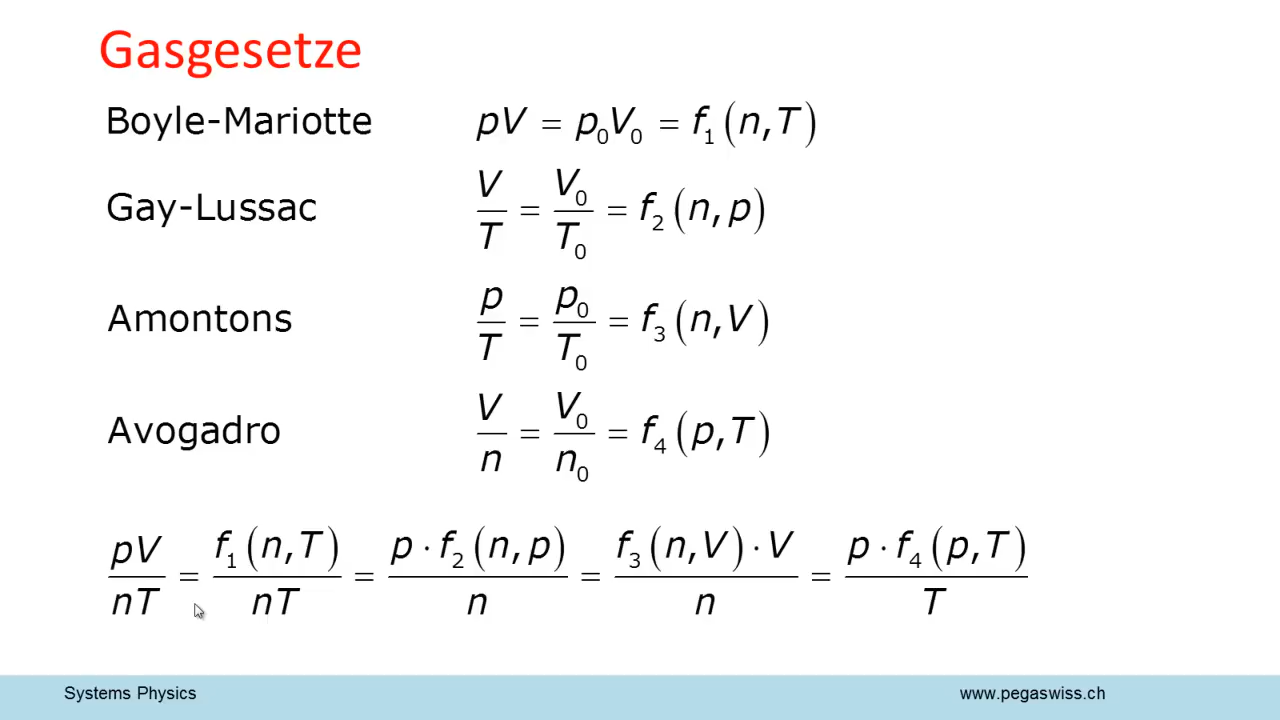 Gasgesetze
Boyle-Mariotte pV = p₀V₀ = f₁(n,T)
Gay-Lussac V/T = V₀/T₀ = f₂(n,p)
Amontons p/T = p₀/T₀ = f₃(n,V)
Avogadro V/n = V₀/n₀ = f₄(p,T)
pV/nT = f₁(n,T)/nT = p·f₂(n,p)/n = f₃(n,V)·V/n = p·f₄(p,T)/T
Systems Physics www.pegaswiss.ch